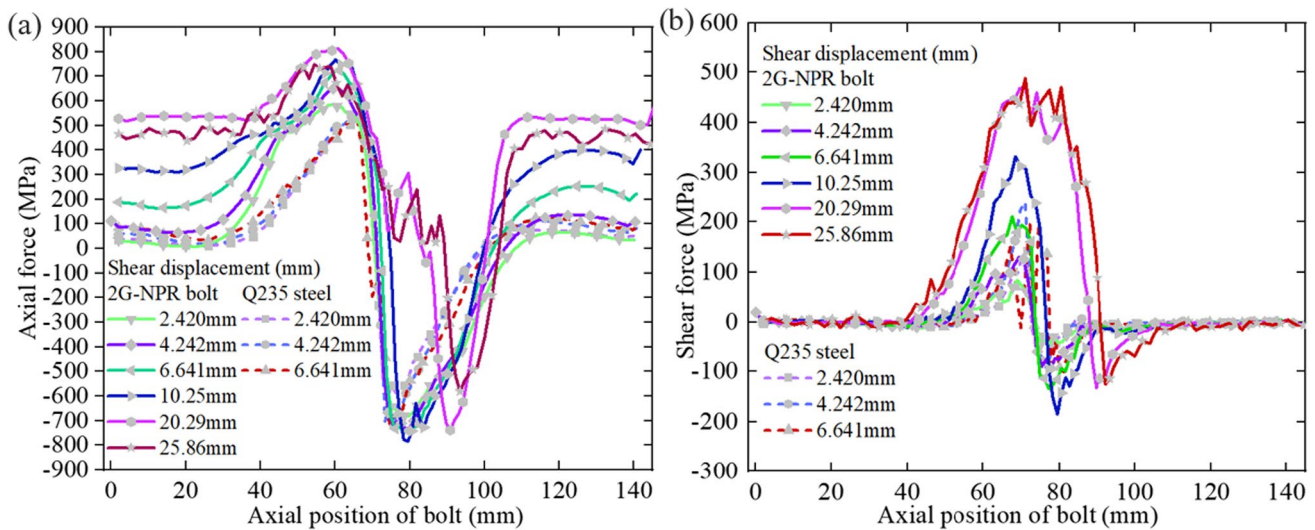 (a)
900
800
700
600
500
400
300
200
100
0
-100
-200
-300
-400
-500
-600
-700
-800
-900
Axial force (MPa)
Shear displacement (mm)
2G-NPR bolt Q235 steel
2.420mm 2.420mm
4.242mm 4.242mm
6.641mm 6.641mm
10.25mm
20.29mm
25.86mm
0 20 40 60 80 100 120 140
Axial position of bolt (mm)
(b)
600
500
400
300
200
100
0
-100
-200
-300
Shear force (MPa)
Shear displacement (mm)
2G-NPR bolt
2.420mm
4.242mm
6.641mm
10.25mm
20.29mm
25.86mm
Q235 steel
2.420mm
4.242mm
6.641mm
0 20 40 60 80 100 120 140
Axial position of bolt (mm)